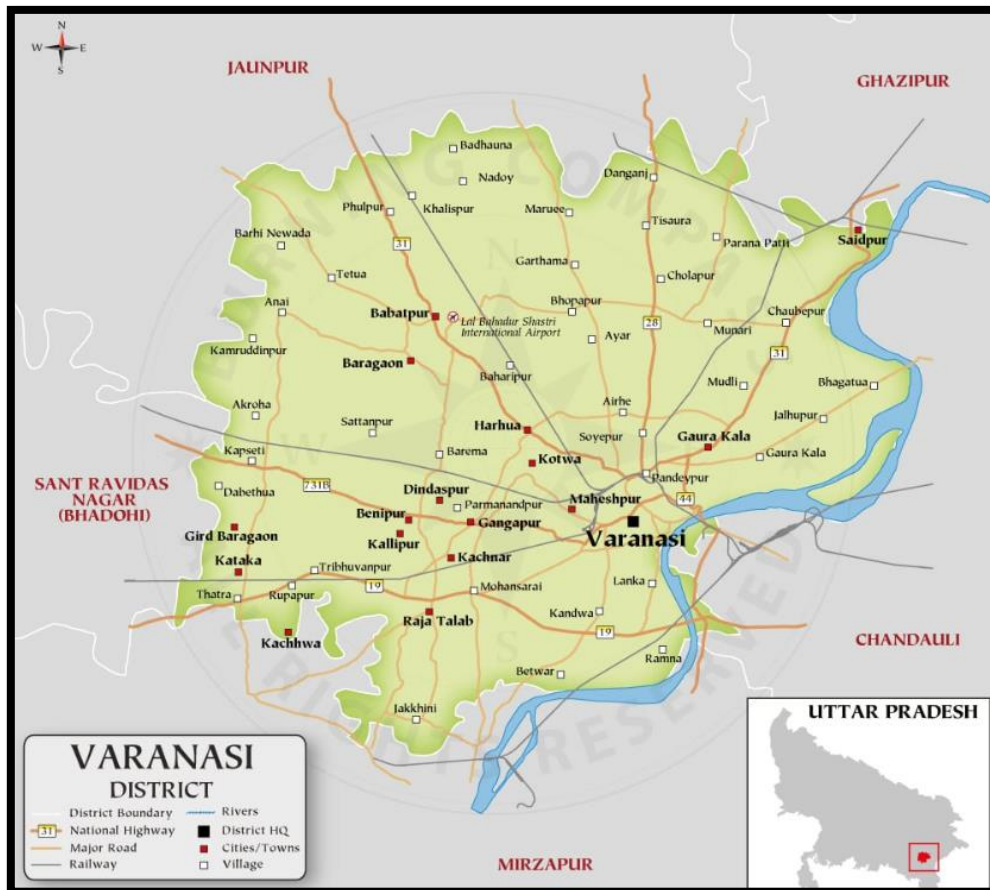 N
W E
S
JAUNPUR
GHAZIPUR
Badhauna
Nadoy
Danganj
Khalispur
Phulpur
Maruee
Tisaura
Barhi Newada
31
Parana Patti
Saidpur
Garthama
Tetua
Cholapur
Anai
Bhopapur
Babatpur
Lal Bahadur Shastri
International Airport
Chaubepur
28
Munari
Kamruddinpur
Ayar
31
Baragaon
Baharipur
Mudli
Bhagatua
Akroha
Airhe
Jalhupur
Sattanpur
Harhua
Soyepur
Gaura Kala
Kapseti
Barema
Kotwa
Gaura Kala
SANT RAVIDAS
NAGAR
(BHADOHI)
Dabethua
731B
Pandeypur
Dindaspur
Maheshpur
44
Parmanandpur
Benipur
Gangapur
Gird Baragaon
Kallipur
Varanasi
Kataka
Kachnar
Tribhuvanpur
Thatra
Rupapur
19
Mohansarai
Lanka
Raja Talab
Kandwa
19
Kachhwa
CHANDAULI
Ramna
Betwar
Jakkhini
UTTAR PRADESH
VARANASI
DISTRICT
District Boundary Rivers
31 National Highway District HQ
Major Road Cities/Towns
Railway Village
MIRZAPUR